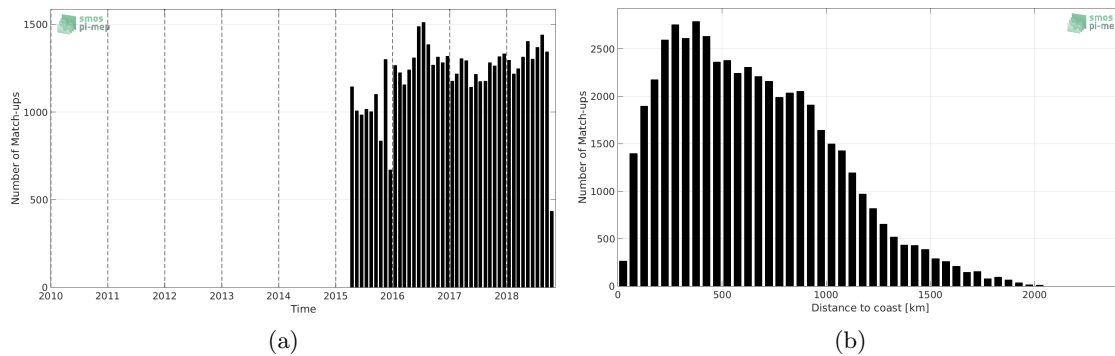 1500
1000
500
0
Number of Match-ups
smos
pi-mep
2010 2011 2012 2013 2014 2015 2016 2017 2018
Time
(a)
2500
2000
1500
1000
500
0
Number of Match-ups
smos
pi-mep
0 500 1000 1500 2000
Distance to coast [km]
(b)